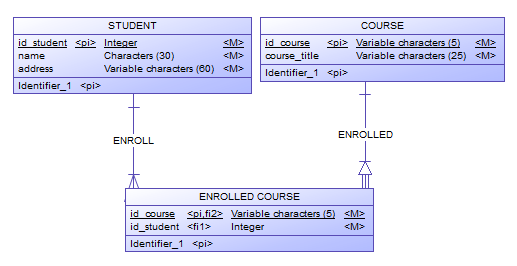 STUDENT
id_student <pi> Integer <M>
name Characters (30) <M>
address Variable characters (60) <M>
Identifier_1 <pi>
COURSE
id_course <pi> Variable characters (5) <M>
course_title Variable characters (25) <M>
Identifier_1 <pi>
ENROLL
ENROLLED
ENROLLED COURSE
id_course <pi,fi2> Variable characters (5) <M>
id_student <fi1> Integer <M>
Identifier_1 <pi>